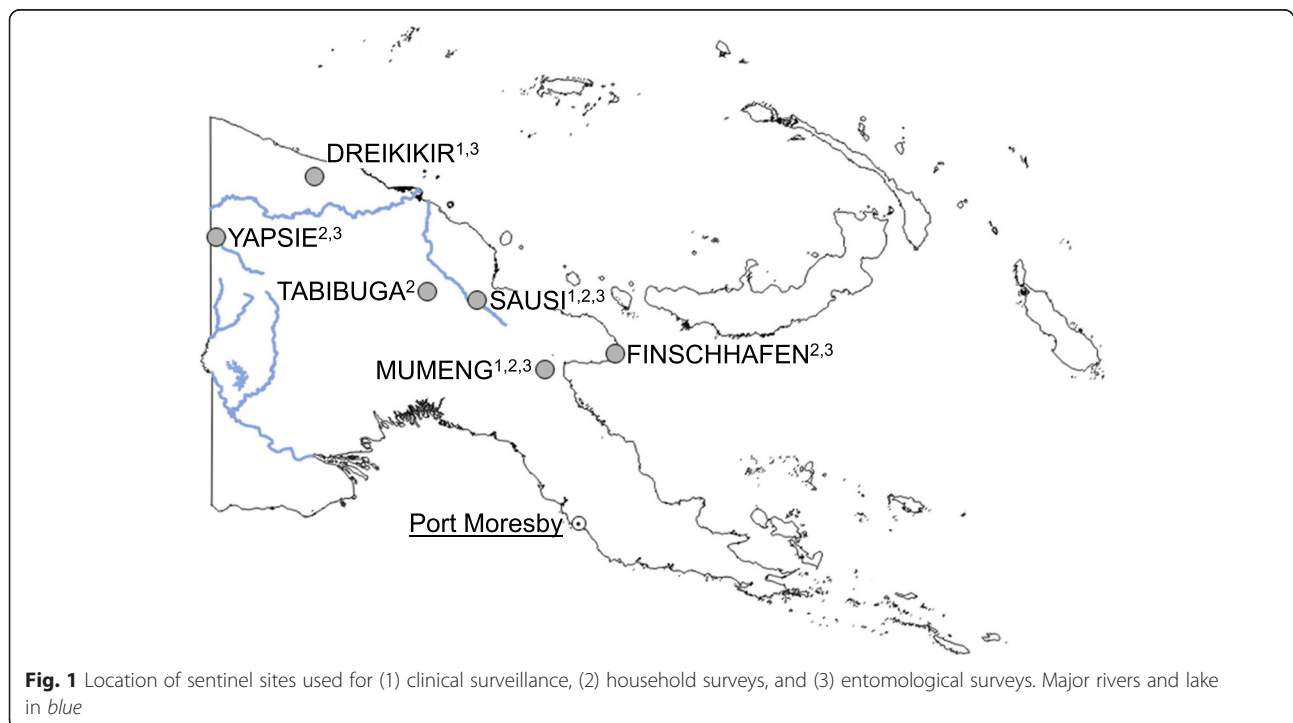 DREIKIKIR1,3
YAPSIE2,3
TABIBUGA2
SAUSI1,2,3
FINSCHHAFEN2,3
MUMENG1,2,3
Port Moresby
Fig. 1 Location of sentinel sites used for (1) clinical surveillance, (2) household surveys, and (3) entomological surveys. Major rivers and lake
in blue